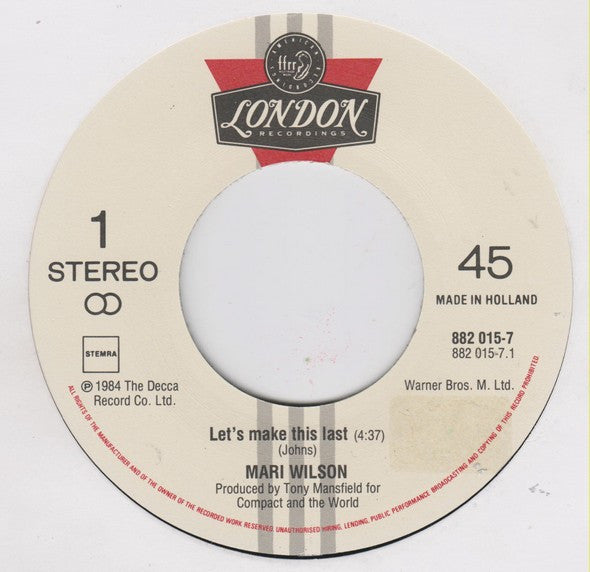 AMERICAN RECORDINGS
ffrr
LONDON
RECORDINGS
1
STEREO
45
MADE IN HOLLAND
STEMRA
882 015-7
882 015-7.1
℗ 1984 The Decca
Record Co. Ltd.
Warner Bros. M. Ltd.
Let's make this last (4:37)
(Johns)
MARI WILSON
Produced by Tony Mansfield for
Compact and the World
ALL RIGHTS OF THE MANUFACTURER AND OF THE OWNER OF THE RECORDED WORK RESERVED. UNAUTHORISED HIRING, LENDING, PUBLIC PERFORMANCE, BROADCASTING AND COPYING OF THIS RECORD PROHIBITED